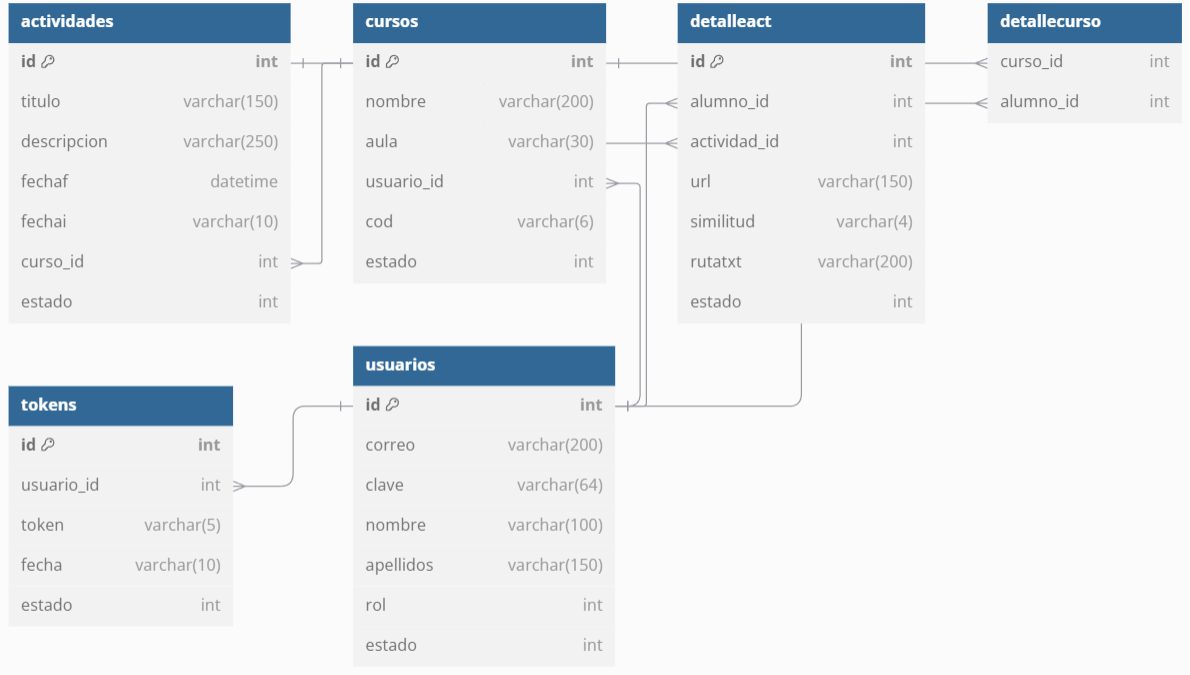 actividades
id int
titulo varchar(150)
descripcion varchar(250)
fechaf datetime
fechai varchar(10)
curso_id int
estado int
cursos
id int
nombre varchar(200)
aula varchar(30)
usuario_id int
cod varchar(6)
estado int
detalleact
id int
alumno_id int
actividad_id int
url varchar(150)
similitud varchar(4)
rutatxt varchar(200)
estado int
detallecurso
curso_id int
alumno_id int
tokens
id int
usuario_id int
token varchar(5)
fecha varchar(10)
estado int
usuarios
id int
correo varchar(200)
clave varchar(64)
nombre varchar(100)
apellidos varchar(150)
rol int
estado int